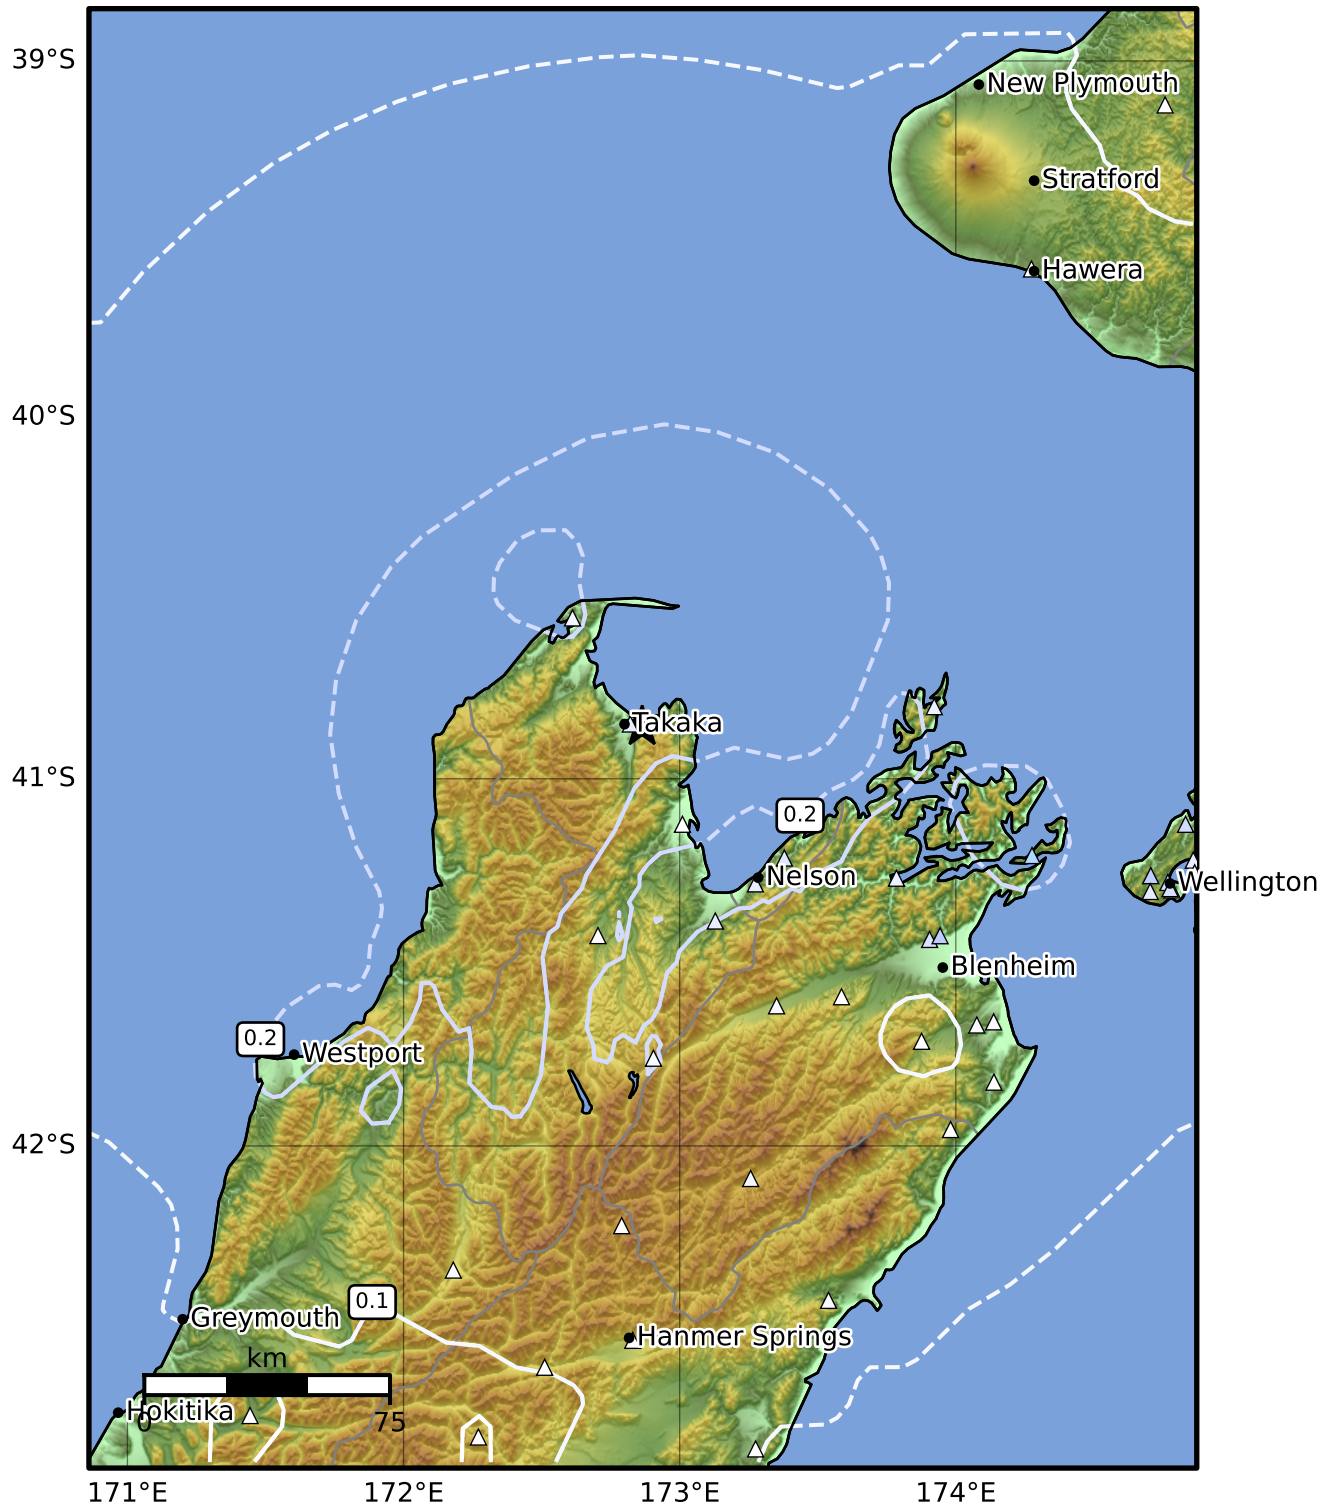 39°S
New Plymouth
Stratford
Hawera
40°S
Takaka
41°S
0.2
Nelson
Wellington
Blenheim
0.2
Westport
42°S
0.1
Greymouth
Hanmer Springs
km
Hokitika
0
75
171°E
172°E
173°E
174°E